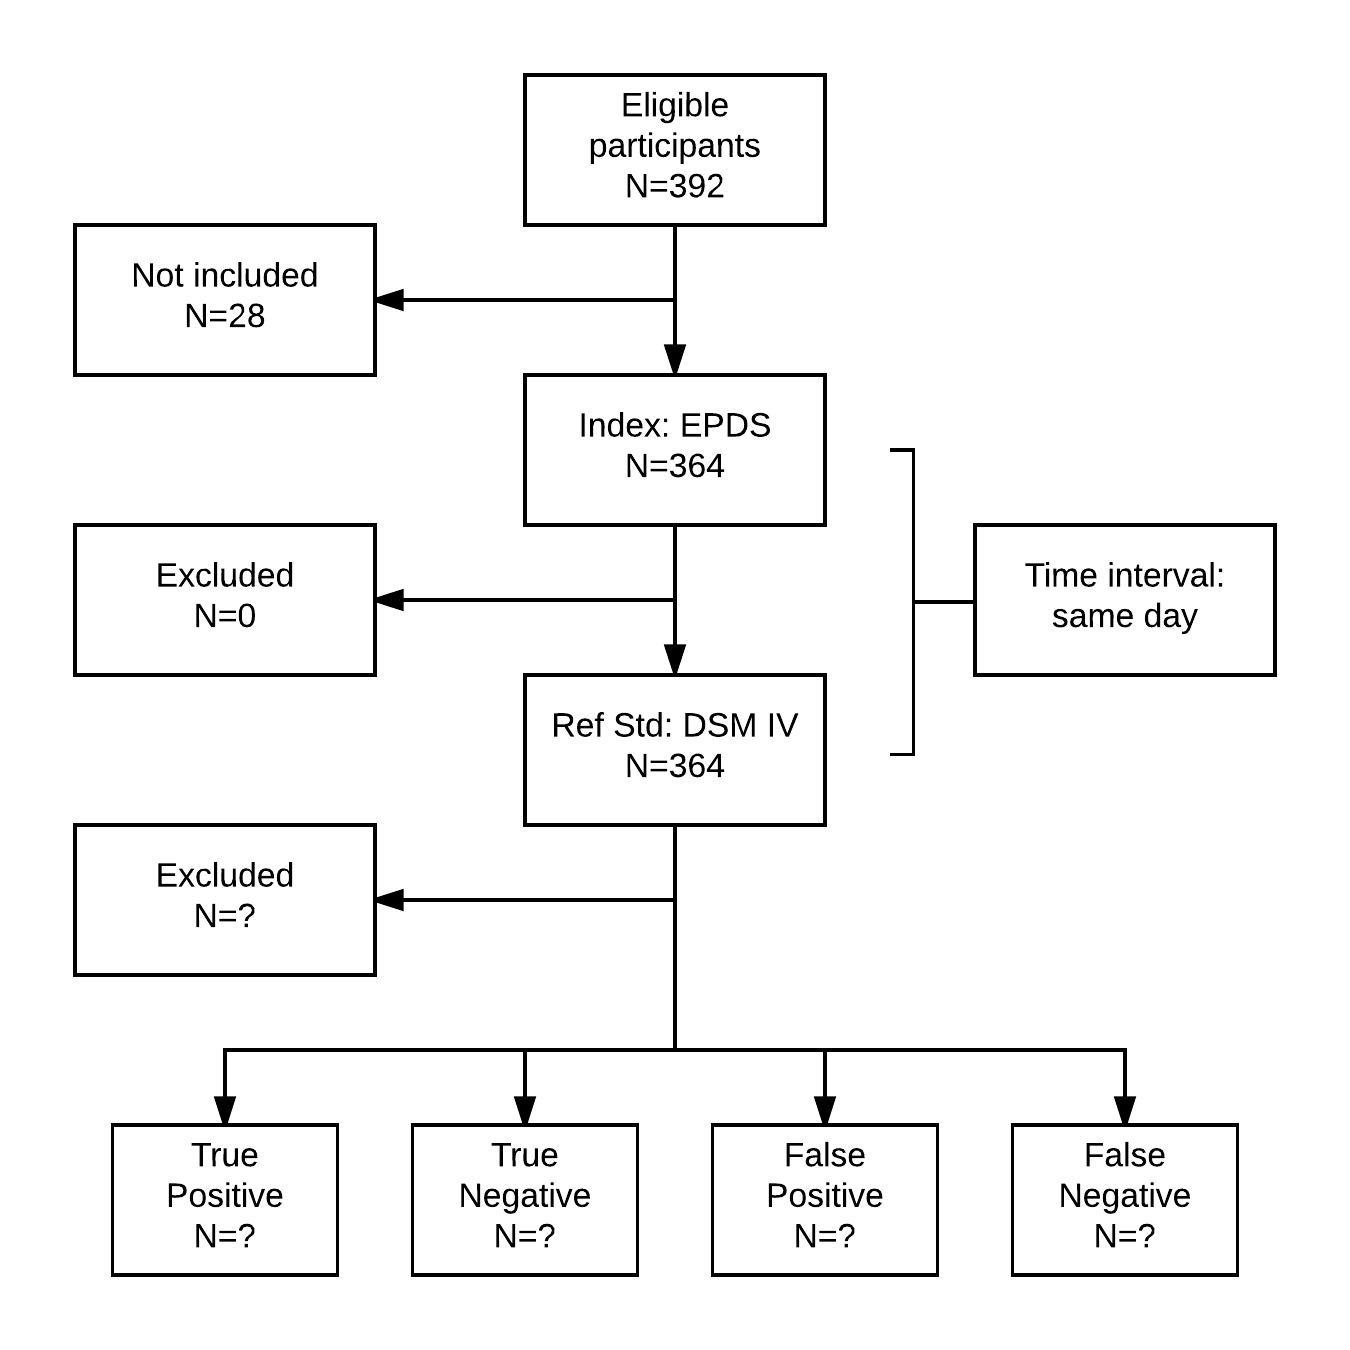 Eligible
participants
N=392
Not included
N=28
Index: EPDS
N=364
Excluded
N=0
Time interval:
same day
Ref Std: DSM IV
N=364
Excluded
N=?
True
Positive
N=?
True
Negative
N=?
False
Positive
N=?
False
Negative
N=?